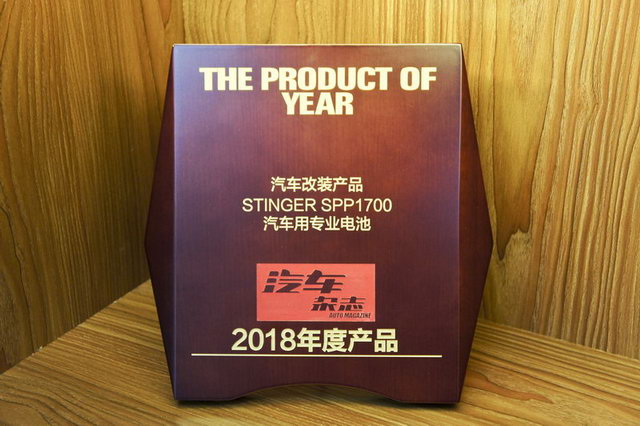 THE PRODUCT OF
YEAR
汽车改装产品
STINGER SPP1700
汽车用专业电池
汽车
杂志
AUTO MAGAZINE
2018年度产品